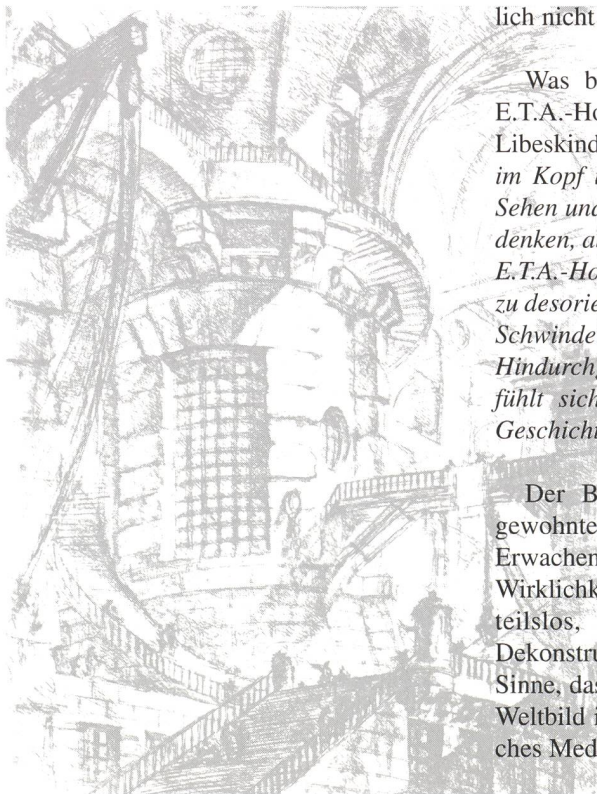 lich nicht
Was b
E.T.A.-Ho
Libeskind
im Kopf
Sehen und
denken, a
E.T.A.-Ho
zu desorie
Schwinde
Hindurch
fühlt sich
Geschicht
Der B
gewohnte
Erwachen
Wirklichk
teilslos,
Dekonstru
Sinne, das
Weltbild i
ches Med